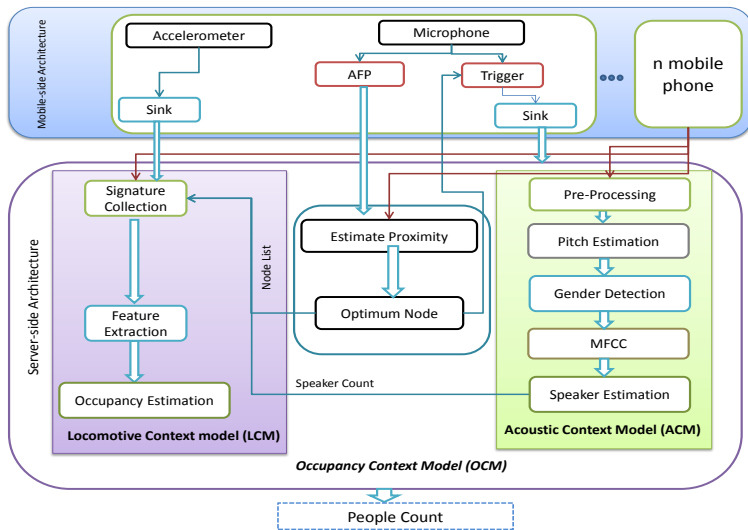 Mobile-side Architecture
Accelerometer
Microphone
AFP
Trigger
Sink
Sink
n mobile
phone
Server-side Architecture
Signature
Collection
Feature
Extraction
Occupancy Estimation
Locomotive Context model (LCM)
Node List
Estimate Proximity
Optimum Node
Speaker Count
Pre-Processing
Pitch Estimation
Gender Detection
MFCC
Speaker Estimation
Acoustic Context Model (ACM)
Occupancy Context Model (OCM)
People Count